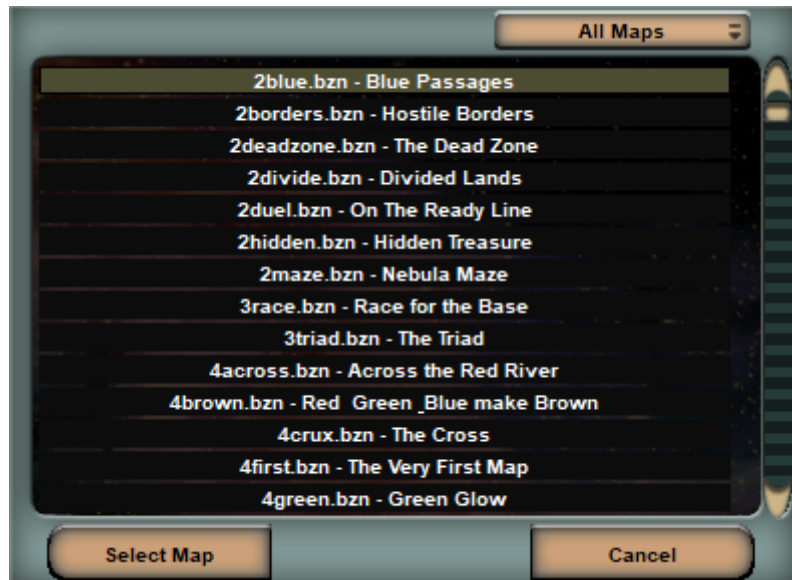 All Maps
2blue.bzn - Blue Passages
2borders.bzn - Hostile Borders
2deadzone.bzn - The Dead Zone
2divide.bzn - Divided Lands
2duel.bzn - On The Ready Line
2hidden.bzn - Hidden Treasure
2maze.bzn - Nebula Maze
3race.bzn - Race for the Base
3triad.bzn - The Triad
4across.bzn - Across the Red River
4brown.bzn - Red  Green _Blue make Brown
4crux.bzn - The Cross
4first.bzn - The Very First Map
4green.bzn - Green Glow
Select Map
Cancel